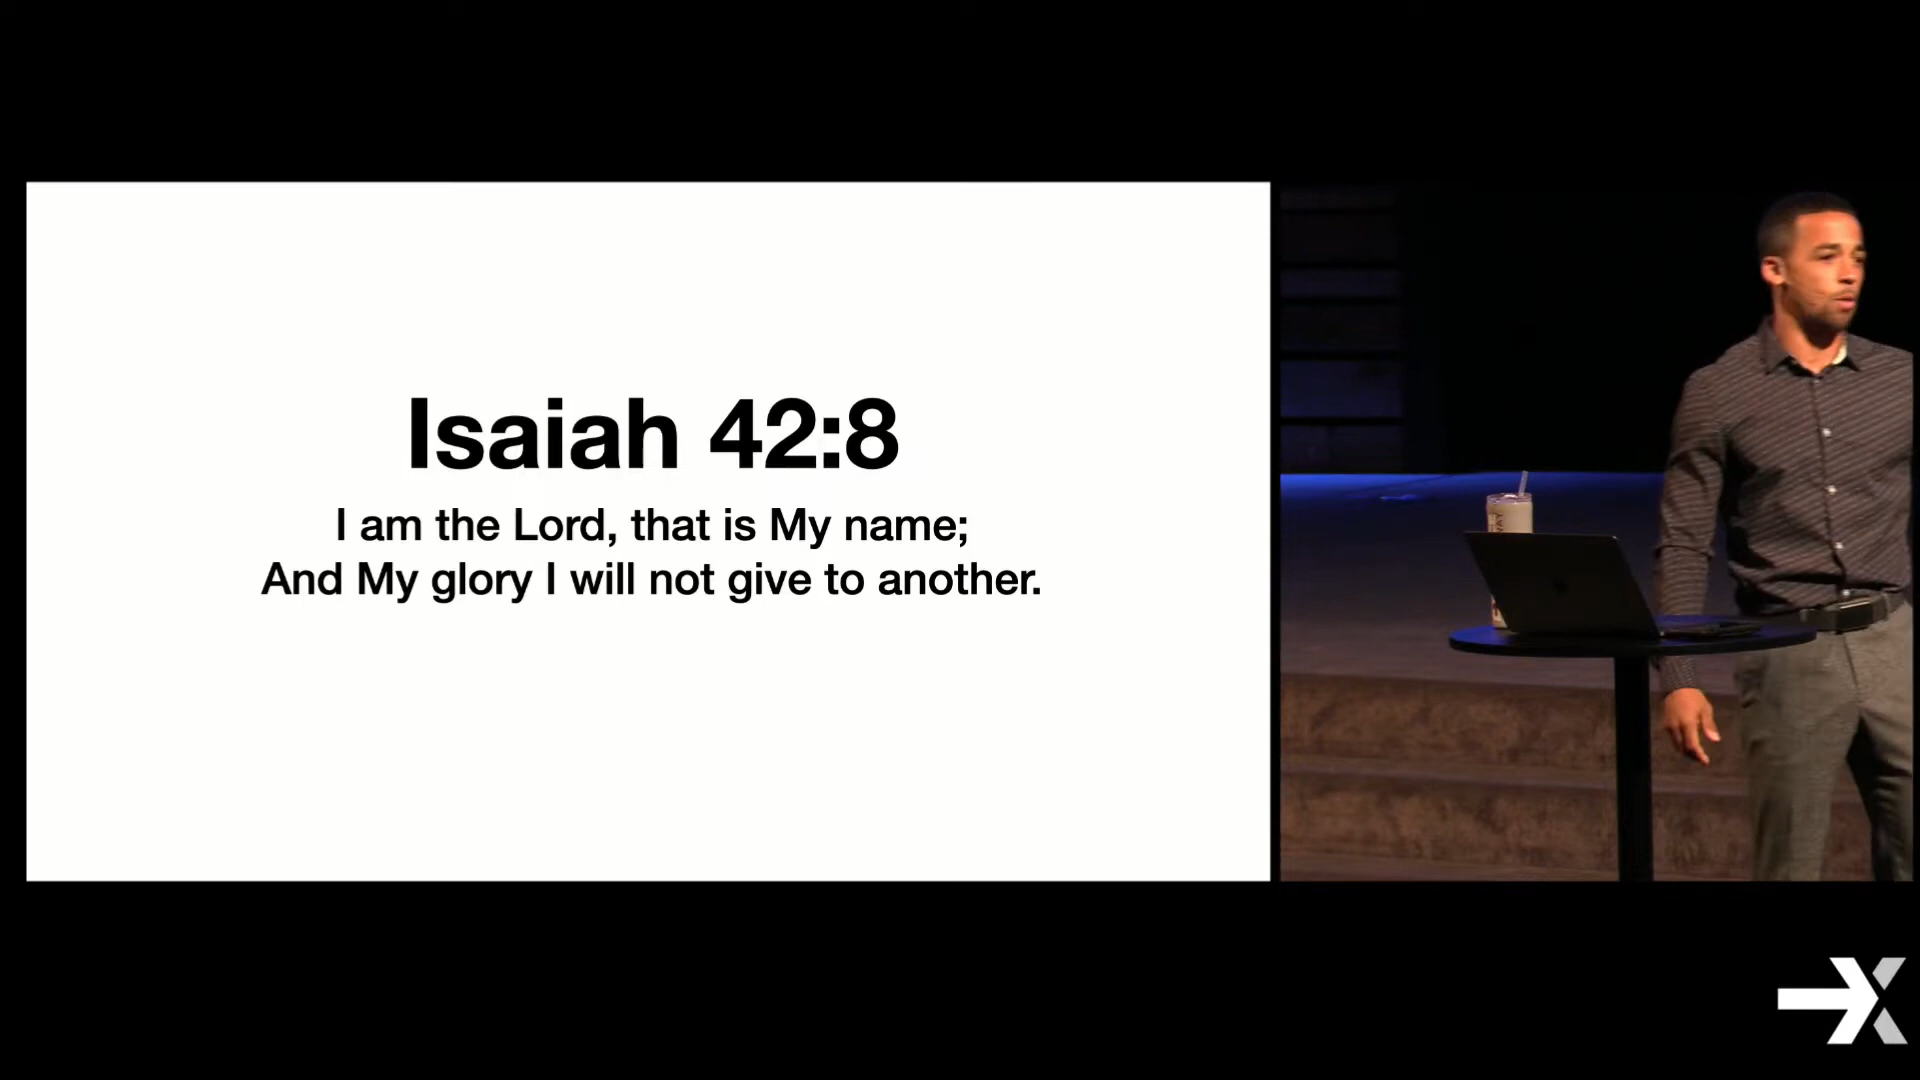 Isaiah 42:8
I am the Lord, that is My name;
And My glory I will not give to another.